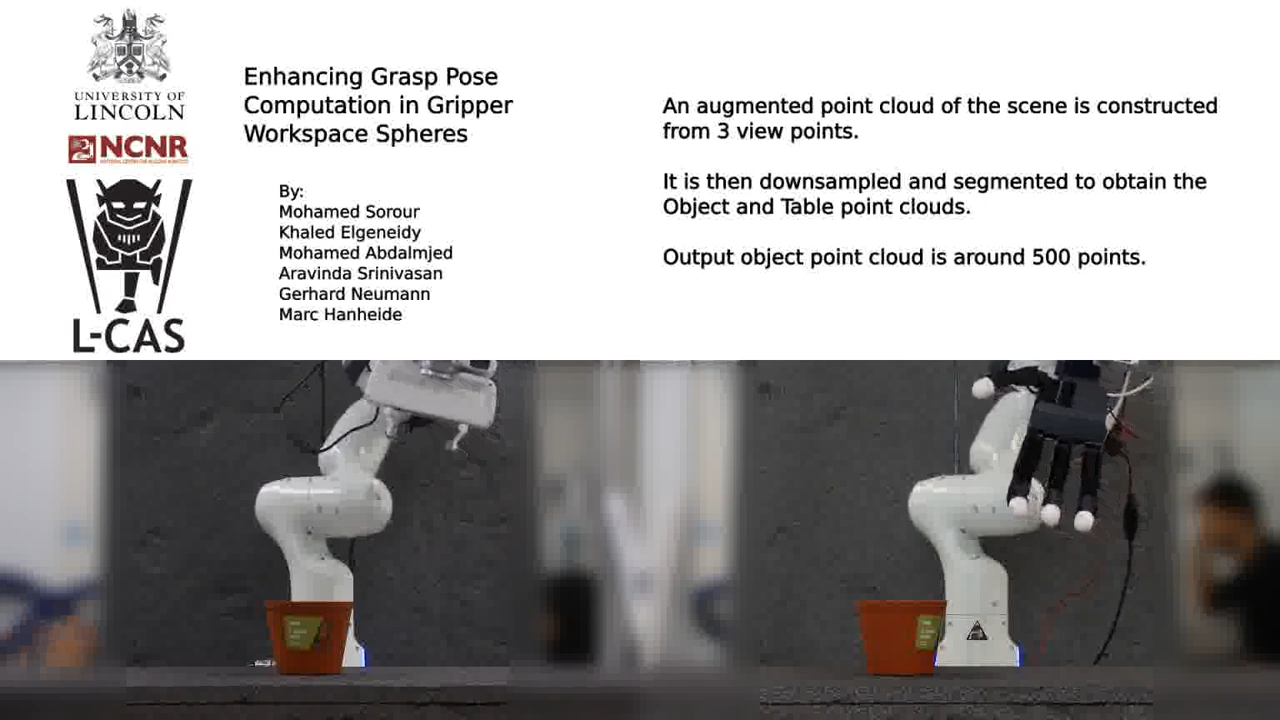 UNIVERSITY OF
LINCOLN
NCNR
L-CAS
Enhancing Grasp Pose
Computation in Gripper
Workspace Spheres
By:
Mohamed Sorour
Khaled Elgeneidy
Mohamed Abdalmjed
Aravinda Srinivasan
Gerhard Neumann
Marc Hanheide
An augmented point cloud of the scene is constructed
from 3 view points.
It is then downsampled and segmented to obtain the
Object and Table point clouds.
Output object point cloud is around 500 points.